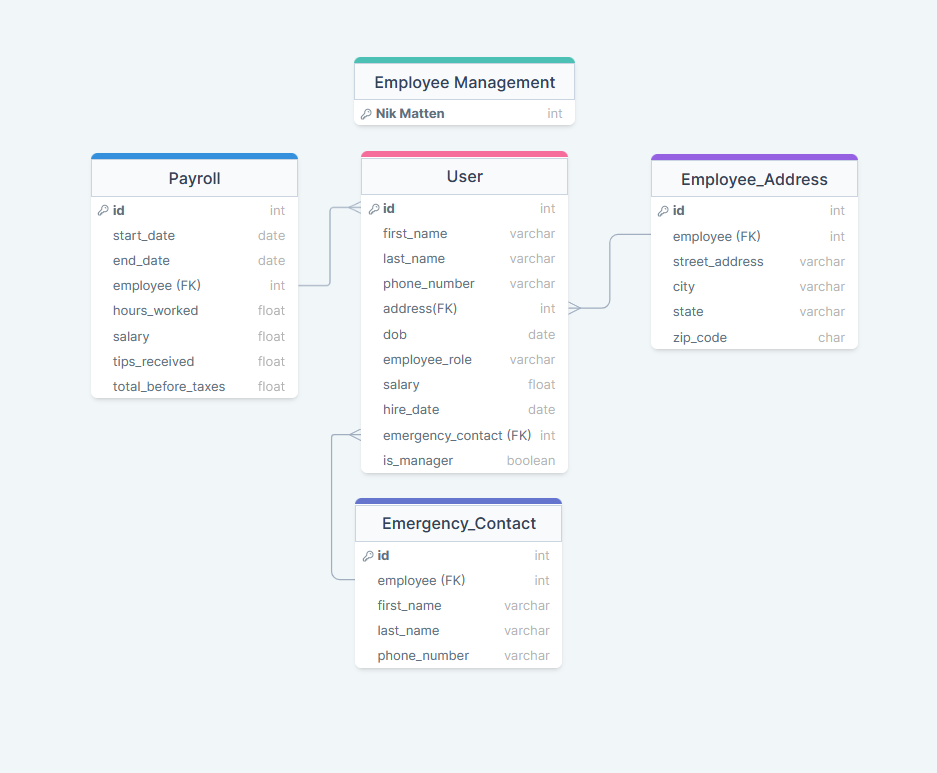 Employee Management
Nik Matten int
Payroll
id int
start_date date
end_date date
employee (FK) int
hours_worked float
salary float
tips_received float
total_before_taxes float
User
id int
first_name varchar
last_name varchar
phone_number varchar
address(FK) int
dob date
employee_role varchar
salary float
hire_date date
emergency_contact (FK) int
is_manager boolean
Employee_Address
id int
employee (FK) int
street_address varchar
city varchar
state varchar
zip_code char
Emergency_Contact
id int
employee (FK) int
first_name varchar
last_name varchar
phone_number varchar